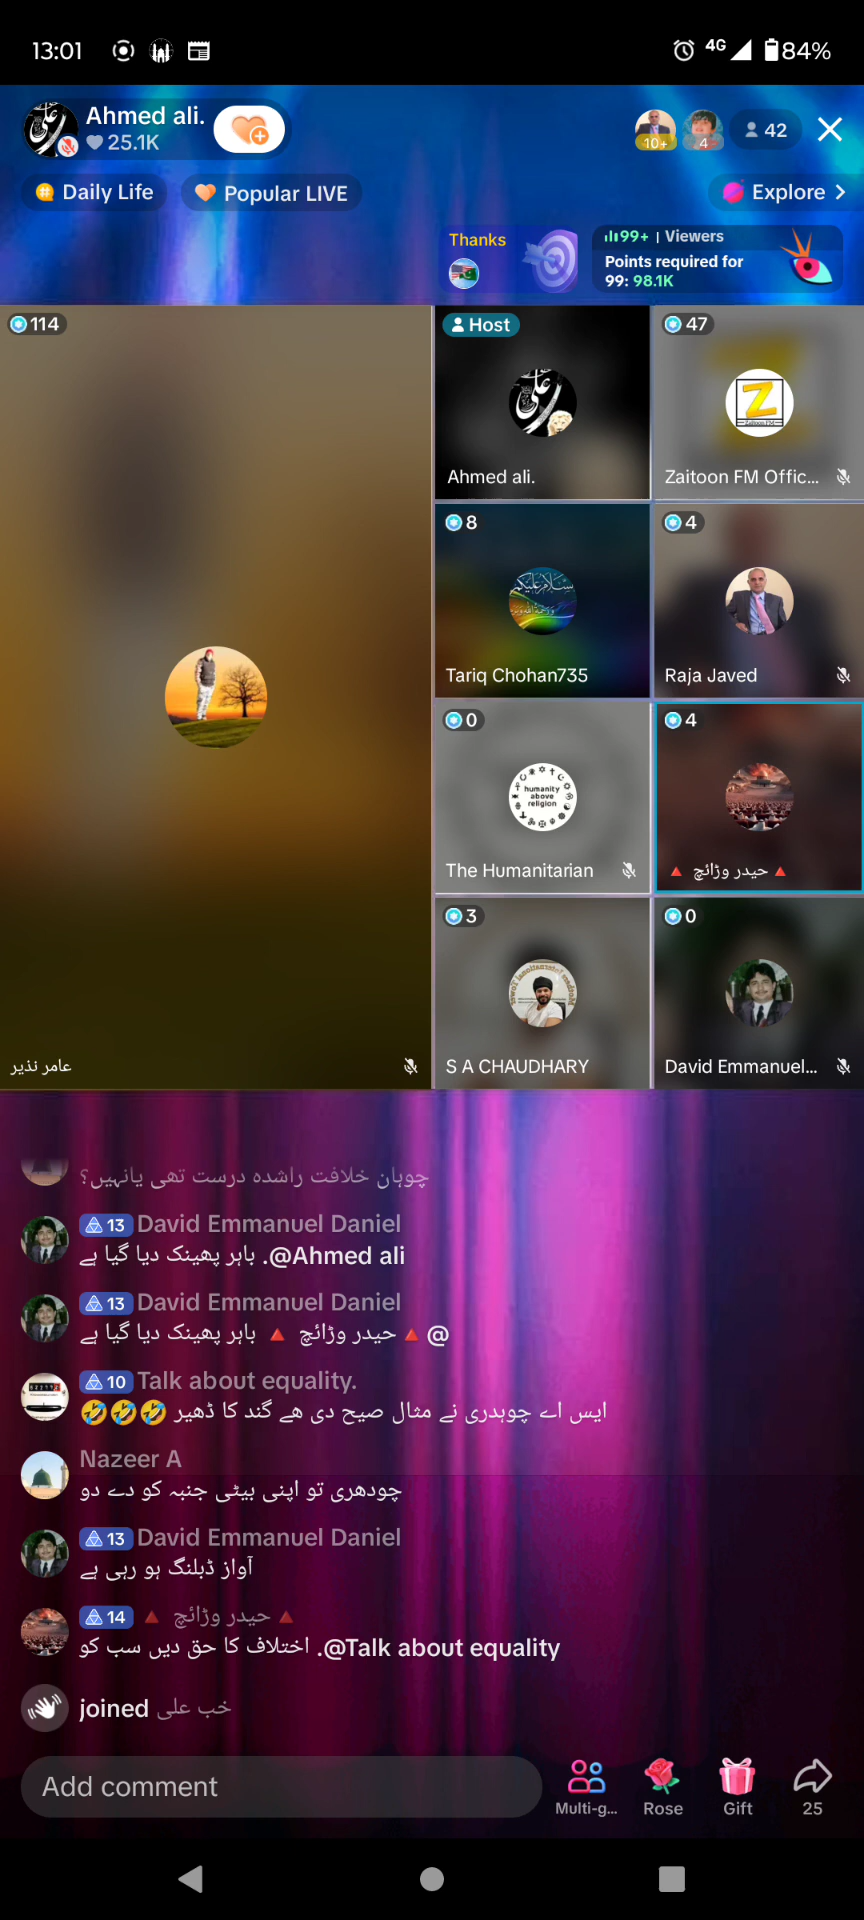 13:01
4G
84%
Ahmed ali.
25.1K
10+
4
42
Daily Life
Popular LIVE
Explore
Thanks
99+ | Viewers
Points required for
99: 98.1K
114
Host
47
Ahmed ali.
Zaitoon FM Offic...
8
4
Tariq Chohan735
Raja Javed
0
4
humanity
above
religion
The Humanitarian
🔺 حیدر وڑائچ 🔺
3
0
عامر نذیر
S A CHAUDHARY
David Emmanuel...
چوہان خلافت راشدہ درست تھی یانہیں؟
13 David Emmanuel Daniel
@Ahmed ali. باہر پھینک دیا گیا ہے
13 David Emmanuel Daniel
@🔺حیدر وڑائچ 🔺 باہر پھینک دیا گیا ہے
10 Talk about equality.
ایس اے چوہدری نے مثال صیح دی ھے گند کا ڈھیر 🤣🤣🤣
Nazeer A
چودھری تو اپنی بیٹی جنبہ کو دے دو
13 David Emmanuel Daniel
آواز ڈبلنگ ہو رہی ہے
14 🔺 حیدر وڑائچ🔺
@Talk about equality. اختلاف کا حق دیں سب کو
joined خب علی
Add comment
Multi-g...
Rose
Gift
25